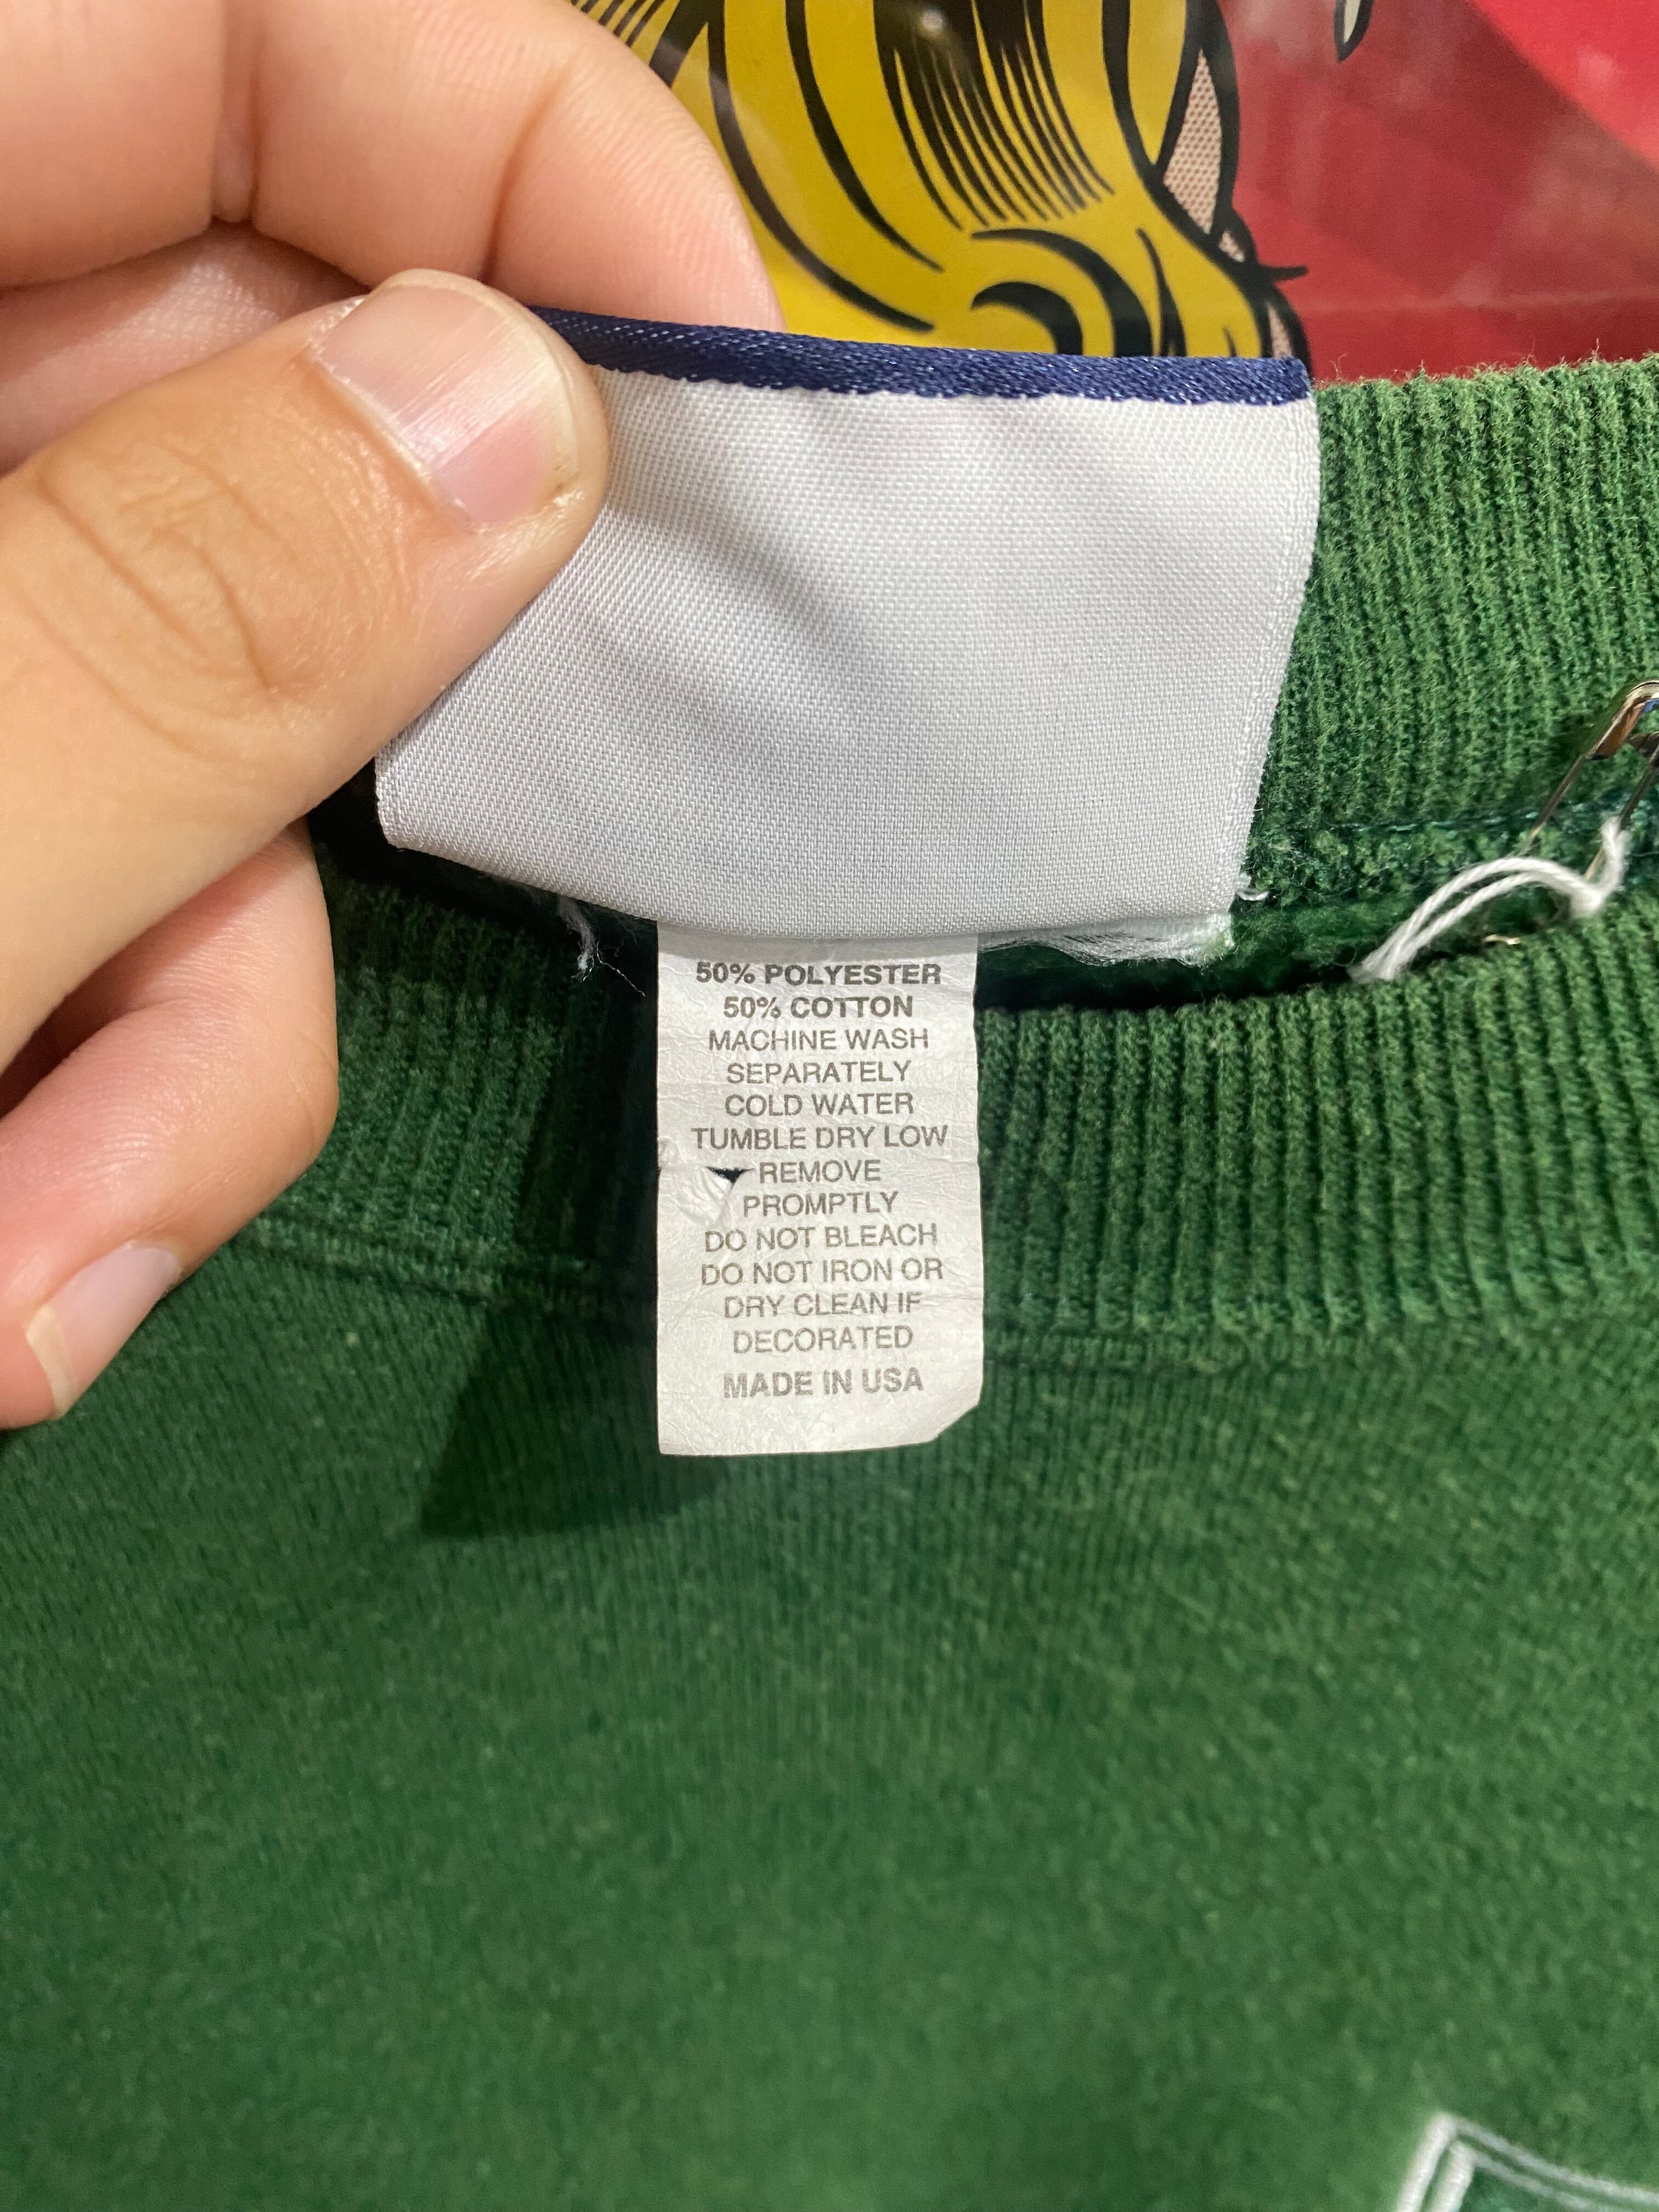 50% POLYESTER
50% COTTON
MACHINE WASH
SEPARATELY
COLD WATER
TUMBLE DRY LOW
REMOVE
PROMPTLY
DO NOT BLEACH
DO NOT IRON OR
DRY CLEAN IF
DECORATED
MADE IN USA